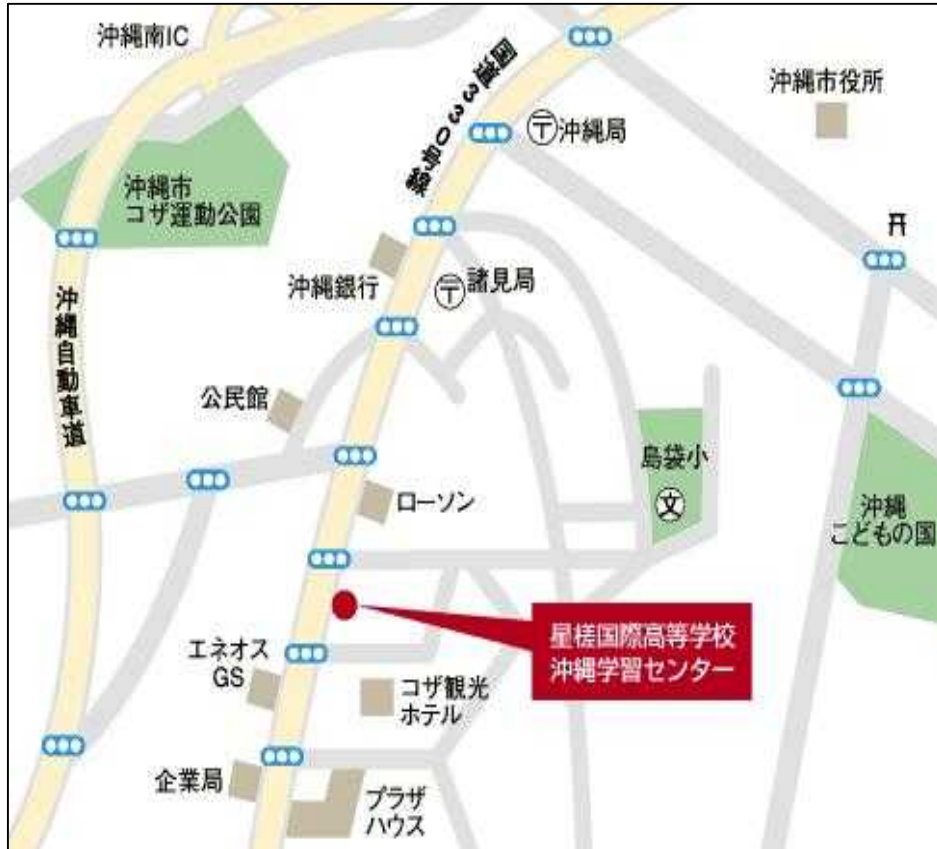 沖縄南IC
国道330号線
沖縄市役所
〒沖縄局
沖縄市
コザ運動公園
沖縄銀行
〒諸見局
沖縄自動車道
公民館
島袋小
文
ローソン
沖縄
こどもの国
星槎国際高等学校
沖縄学習センター
エネオス
GS
コザ観光
ホテル
企業局
プラザ
ハウス